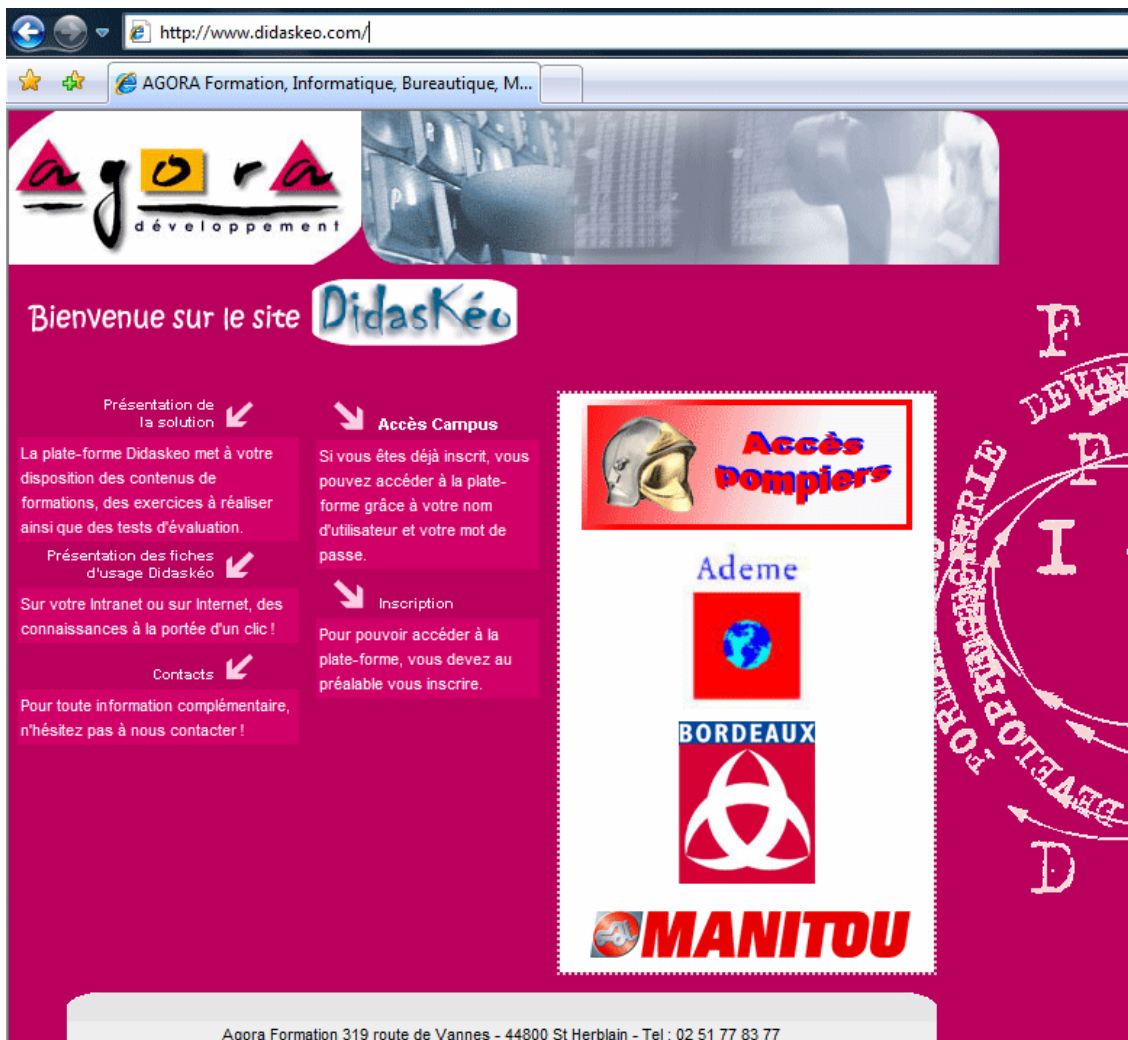 http://www.didaskeo.com/
AGORA Formation, Informatique, Bureautique, M...
agora
développement
Bienvenue sur le site DidasKéo
Présentation de
la solution
La plate-forme Didaskeo met à votre
disposition des contenus de
formations, des exercices à réaliser
ainsi que des tests d'évaluation.
Présentation des fiches
d'usage Didaskéo
Sur votre Intranet ou sur Internet, des
connaissances à la portée d'un clic !
Contacts
Pour toute information complémentaire,
n'hésitez pas à nous contacter !
Accès Campus
Si vous êtes déjà inscrit, vous
pouvez accéder à la plate-
forme grâce à votre nom
d'utilisateur et votre mot de
passe.
Inscription
Pour pouvoir accéder à la
plate-forme, vous devez au
préalable vous inscrire.
Accès
pompiers
Ademe
BORDEAUX
MANITOU
F
P
I
D
Agora Formation 319 route de Vannes - 44800 St Herblain - Tel : 02 51 77 83 77